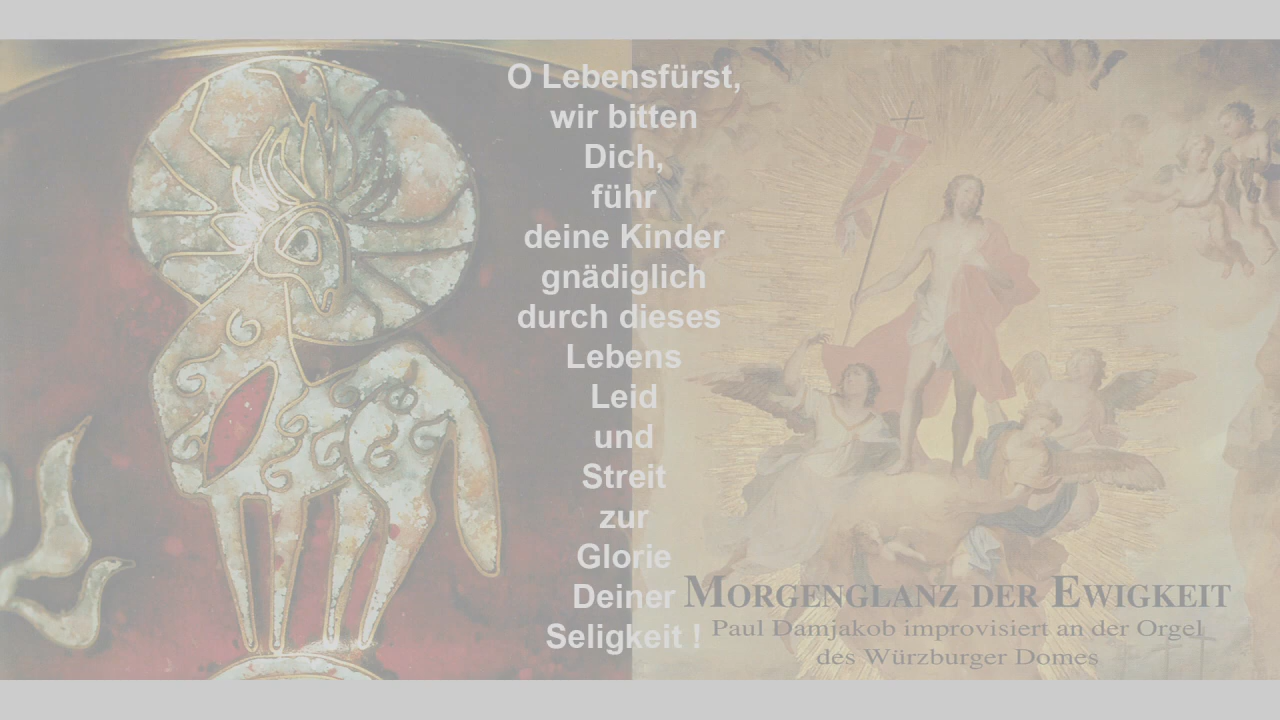 O Lebensfürst,
wir bitten
Dich,
führ
deine Kinder
gnädiglich
durch dieses
Lebens
Leid
und
Streit
zur
Glorie
Deiner
Seligkeit !
MORGENGLANZ DER EWIGKEIT
Paul Damjakob improvisiert an der Orgel
des Würzburger Domes